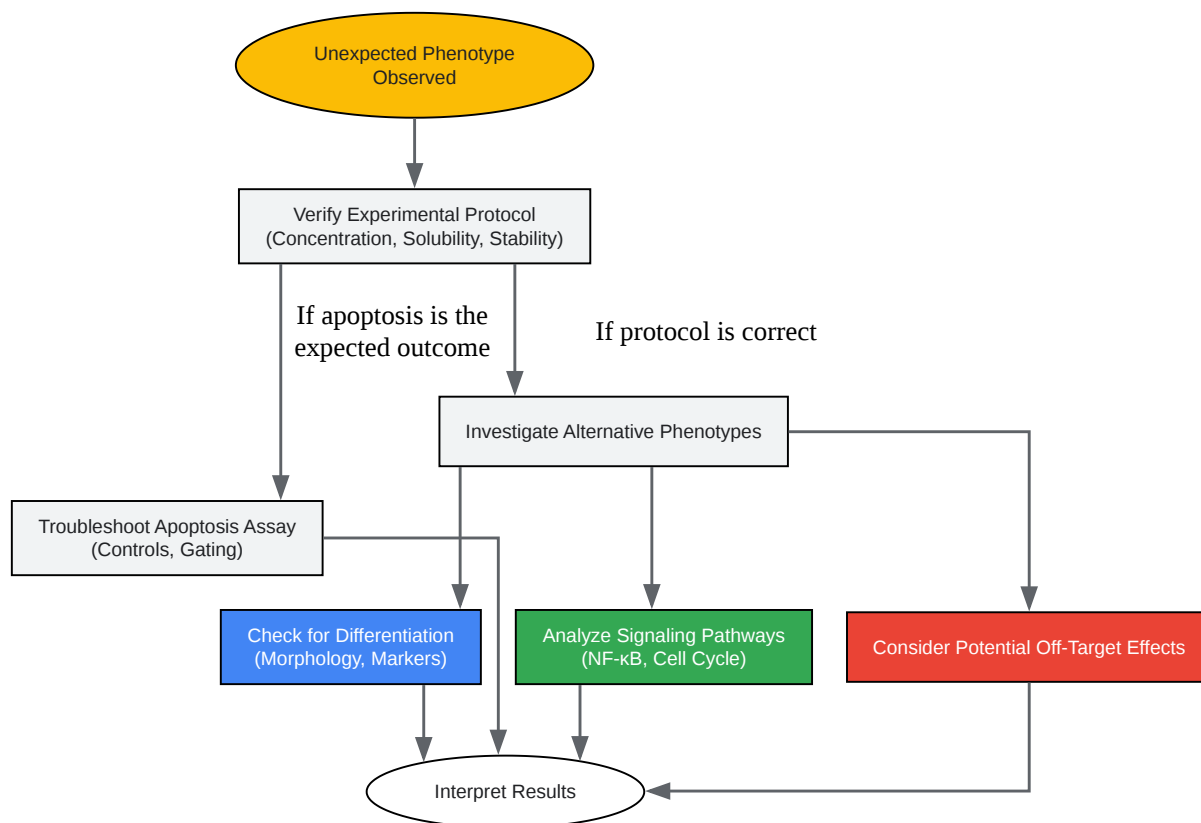 Unexpected Phenotype
Observed
Verify Experimental Protocol
(Concentration, Solubility, Stability)
If apoptosis is the
expected outcome
If protocol is correct
Investigate Alternative Phenotypes
Troubleshoot Apoptosis Assay
(Controls, Gating)
Check for Differentiation
(Morphology, Markers)
Analyze Signaling Pathways
(NF-κB, Cell Cycle)
Consider Potential Off-Target Effects
Interpret Results